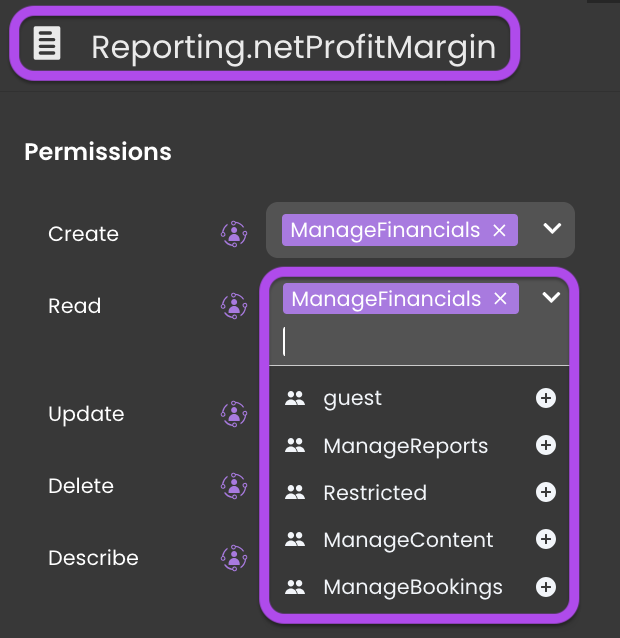 Reporting.netProfitMargin
Permissions
Create
ManageFinancials
Read
ManageFinancials
guest
ManageReports
Update
Restricted
Delete
ManageContent
Describe
ManageBookings